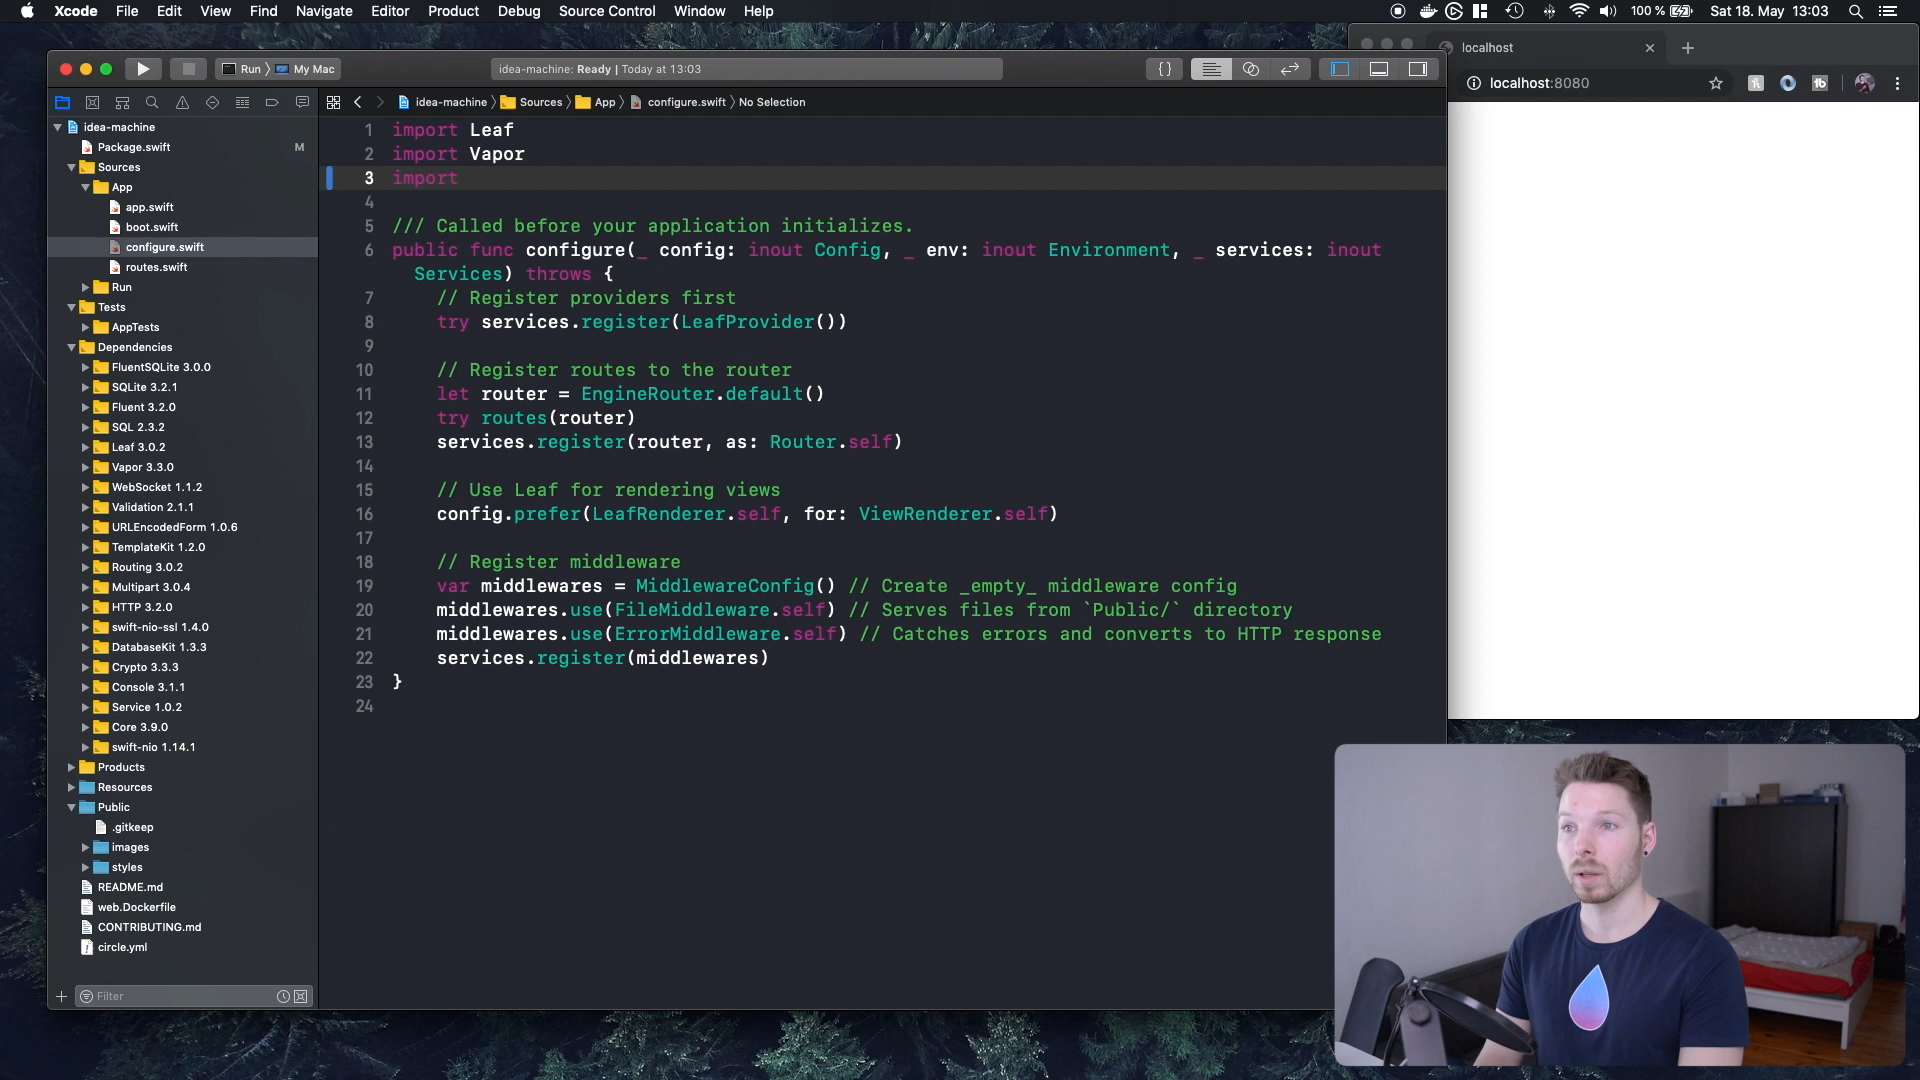 Xcode File Edit View Find Navigate Editor Product Debug Source Control Window Help
100 % Sat 18. May 13:03
Run My Mac
idea-machine: Ready | Today at 13:03
{}
localhost
localhost:8080
idea-machine Sources App configure.swift No Selection
idea-machine
Package.swift M
Sources
App
app.swift
boot.swift
configure.swift
routes.swift
Run
Tests
AppTests
Dependencies
FluentSQLite 3.0.0
SQLite 3.2.1
Fluent 3.2.0
SQL 2.3.2
Leaf 3.0.2
Vapor 3.3.0
WebSocket 1.1.2
Validation 2.1.1
URLEncodedForm 1.0.6
TemplateKit 1.2.0
Routing 3.0.2
Multipart 3.0.4
HTTP 3.2.0
swift-nio-ssl 1.4.0
DatabaseKit 1.3.3
Crypto 3.3.3
Console 3.1.1
Service 1.0.2
Core 3.9.0
swift-nio 1.14.1
Products
Resources
Public
.gitkeep
images
styles
README.md
web.Dockerfile
CONTRIBUTING.md
circle.yml
Filter
1 import Leaf
2 import Vapor
3 import
4
5 /// Called before your application initializes.
6 public func configure(_ config: inout Config, _ env: inout Environment, _ services: inout
Services) throws {
7 // Register providers first
8 try services.register(LeafProvider())
9
10 // Register routes to the router
11 let router = EngineRouter.default()
12 try routes(router)
13 services.register(router, as: Router.self)
14
15 // Use Leaf for rendering views
16 config.prefer(LeafRenderer.self, for: ViewRenderer.self)
17
18 // Register middleware
19 var middlewares = MiddlewareConfig() // Create _empty_ middleware config
20 middlewares.use(FileMiddleware.self) // Serves files from `Public/` directory
21 middlewares.use(ErrorMiddleware.self) // Catches errors and converts to HTTP response
22 services.register(middlewares)
23 }
24